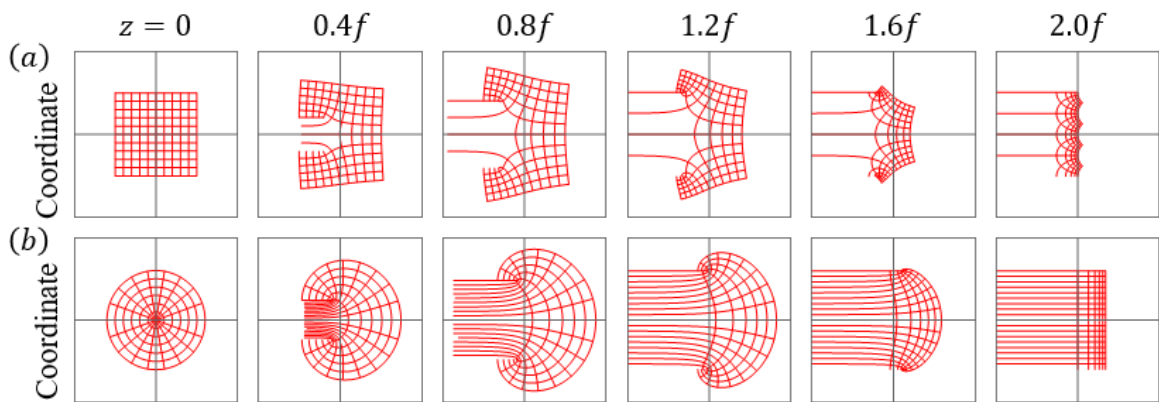 z = 0 0.4f 0.8f 1.2f 1.6f 2.0f
(a)
Coordinate
(b)
Coordinate